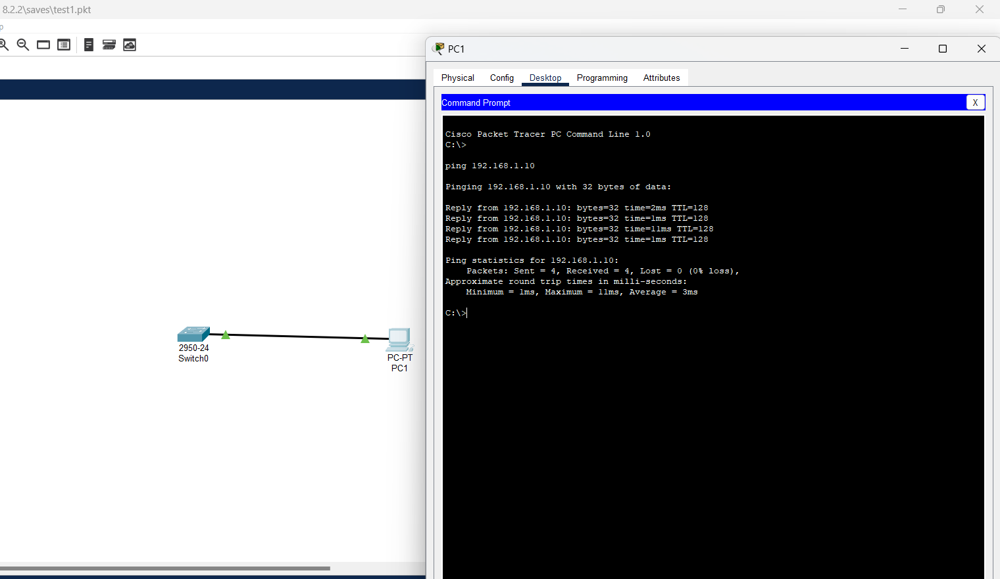 8.2.2\saves\test1.pkt
p
PC1
Physical Config Desktop Programming Attributes
Command Prompt
X
Cisco Packet Tracer PC Command Line 1.0
C:\>
ping 192.168.1.10
Pinging 192.168.1.10 with 32 bytes of data:
Reply from 192.168.1.10: bytes=32 time=2ms TTL=128
Reply from 192.168.1.10: bytes=32 time=1ms TTL=128
Reply from 192.168.1.10: bytes=32 time=11ms TTL=128
Reply from 192.168.1.10: bytes=32 time=1ms TTL=128
Ping statistics for 192.168.1.10:
Packets: Sent = 4, Received = 4, Lost = 0 (0% loss),
Approximate round trip times in milli-seconds:
Minimum = 1ms, Maximum = 11ms, Average = 3ms
C:\>
2950-24
Switch0
PC-PT
PC1